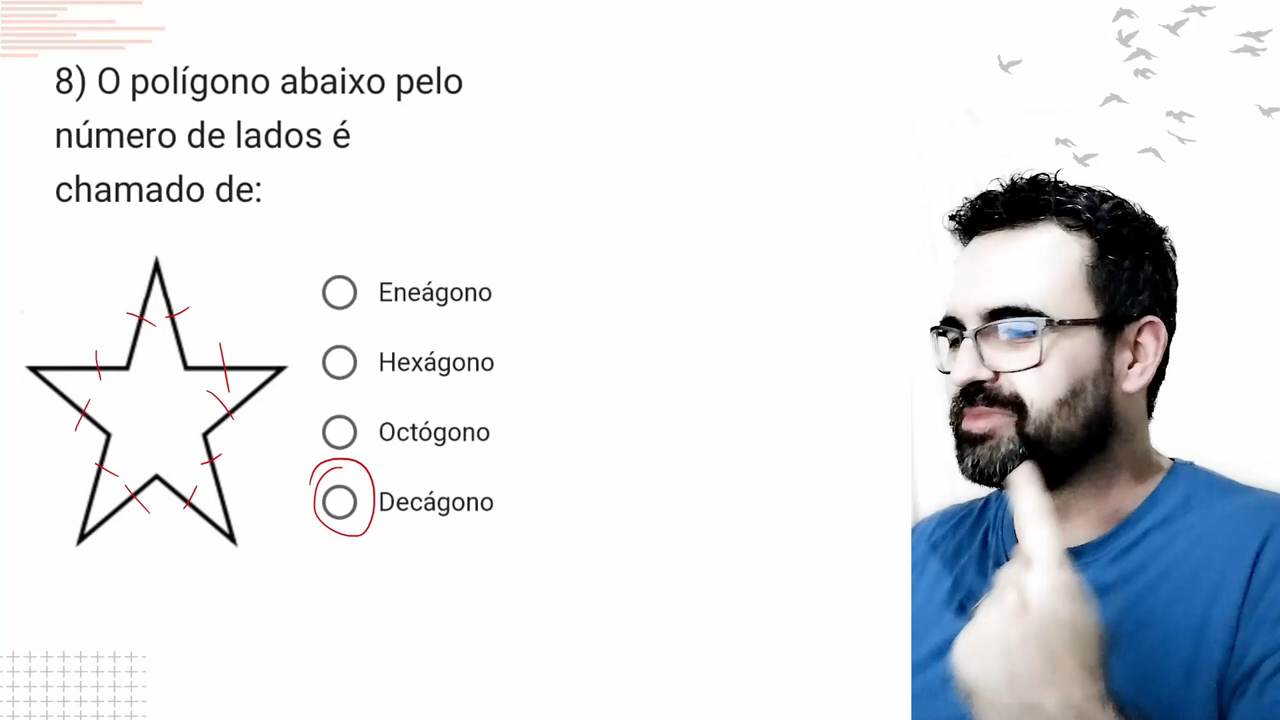 8) O polígono abaixo pelo
número de lados é
chamado de:
Eneágono
Hexágono
Octógono
Decágono